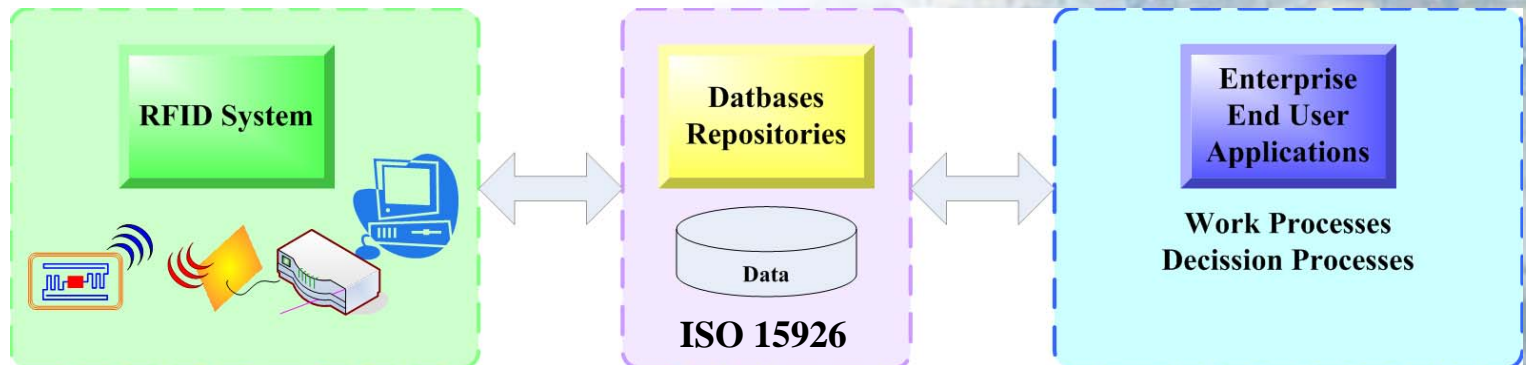 RFID System
Datbases
Repositories
Data
ISO 15926
Enterprise
End User
Applications
Work Processes
Decission Processes